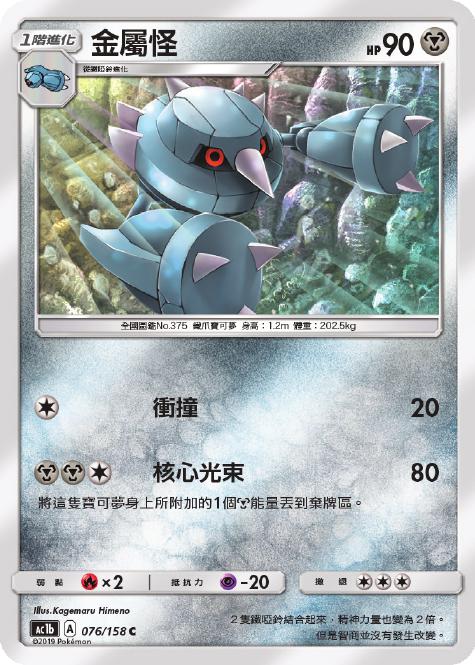 1階進化 金屬怪 HP90
從鐵啞鈴進化
全國圖鑑No.375 鐵爪寶可夢 身高：1.2m 體重：202.5kg
衝撞 20
核心光束 80
將這隻寶可夢身上所附加的1個能量丟到棄牌區。
弱點 ×2 抵抗力 -20 撤退
Illus.Kagemaru Himeno
2隻鐵啞鈴結合起來，精神力量也變為2倍。
AC1b A 076/158 C
但是智商並沒有發生改變。
©2019 Pokémon